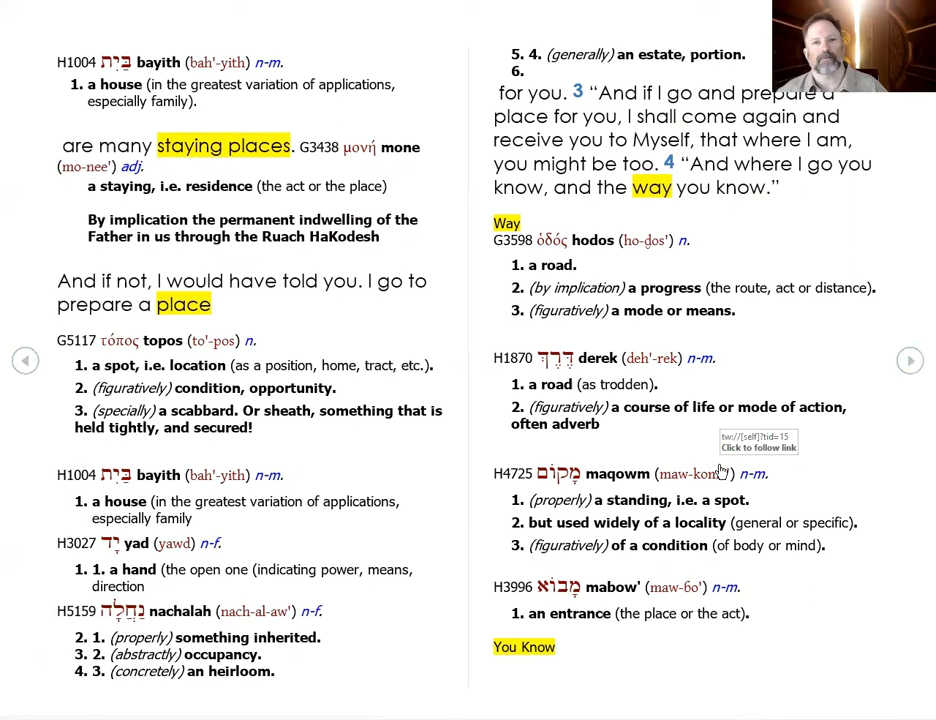 H1004 בַּיִת bayith (bah'-yith) n-m.
1. a house (in the greatest variation of applications,
especially family).
are many staying places. G3438 μονή mone
(mo-nee') adj.
a staying, i.e. residence (the act or the place)
By implication the permanent indwelling of the
Father in us through the Ruach HaKodesh
And if not, I would have told you. I go to
prepare a place
G5117 τόπος topos (to'-pos) n.
1. a spot, i.e. location (as a position, home, tract, etc.).
2. (figuratively) condition, opportunity.
3. (specially) a scabbard. Or sheath, something that is
held tightly, and secured!
H1004 בַּיִת bayith (bah'-yith) n-m.
1. a house (in the greatest variation of applications,
especially family
H3027 יָד yad (yawd) n-f.
1. 1. a hand (the open one (indicating power, means,
direction
H5159 נַחֲלָה nachalah (nach-al-aw') n-f.
2. 1. (properly) something inherited.
3. 2. (abstractly) occupancy.
4. 3. (concretely) an heirloom.
5. 4. (generally) an estate, portion.
6.
for you. 3 “And if I go and prepare a
place for you, I shall come again and
receive you to Myself, that where I am,
you might be too. 4 “And where I go you
know, and the way you know.”
Way
G3598 ὁδός hodos (ho-ḏos') n.
1. a road.
2. (by implication) a progress (the route, act or distance).
3. (figuratively) a mode or means.
H1870 דֶּרֶךְ derek (deh'-rek) n-m.
1. a road (as trodden).
2. (figuratively) a course of life or mode of action,
often adverb
tw://[self]?tid=15
Click to follow link
H4725 מָקוֹם maqowm (maw-kom') n-m.
1. (properly) a standing, i.e. a spot.
2. but used widely of a locality (general or specific).
3. (figuratively) of a condition (of body or mind).
H3996 מָבוֹא mabow' (maw-ɓo') n-m.
1. an entrance (the place or the act).
You Know